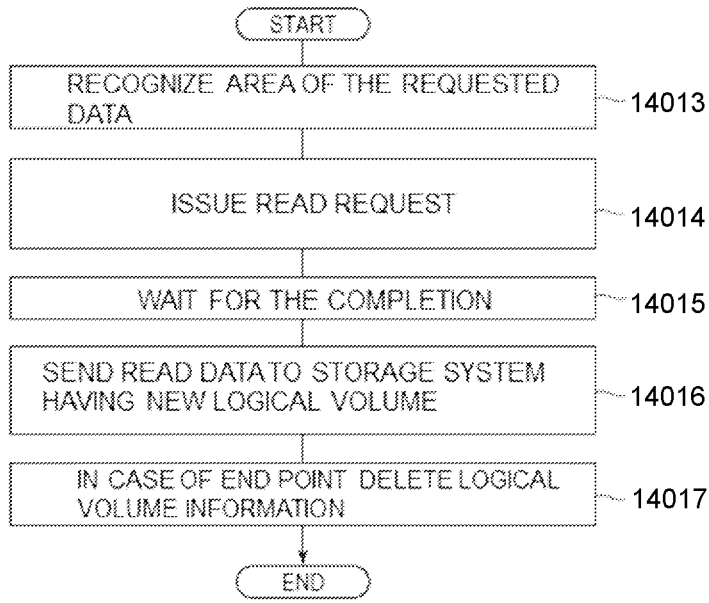 START
RECOGNIZE AREA OF THE REQUESTED
DATA
14013
ISSUE READ REQUEST
14014
WAIT FOR THE COMPLETION
14015
SEND READ DATA TO STORAGE SYSTEM
HAVING NEW LOGICAL VOLUME
14016
IN CASE OF END POINT DELETE LOGICAL
VOLUME INFORMATION
14017
END